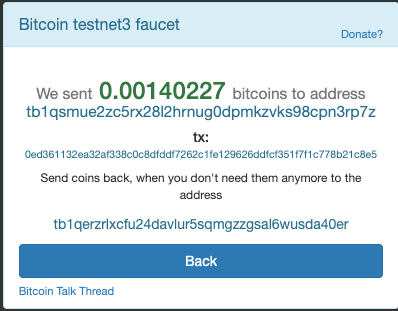 Bitcoin testnet3 faucet
Donate?
We sent 0.00140227 bitcoins to address
tb1qsmue2zc5rx28l2hrnug0dpmkzvks98cpn3rp7z
tx:
0ed361132ea32af338c0c8dfddf7262c1fe129626ddfcf351f7f1c778b21c8e5
Send coins back, when you don't need them anymore to the
address
tb1qerzrlxcfu24davlur5sqmgzzgsal6wusda40er
Back
Bitcoin Talk Thread